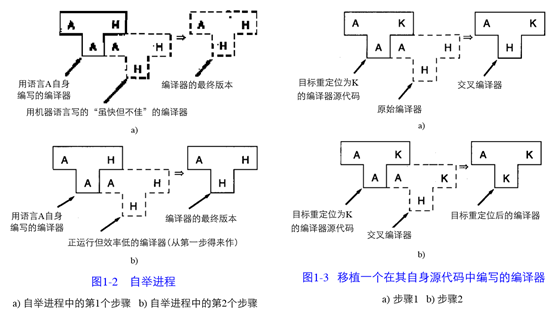 A H ⇒ A H
A A H H
H
用语言A自身
编写的编译器
编译器的最终版本
用机器语言写的“虽快但不佳”的编译器
a)
A H ⇒ A H
A A H H
H
用语言A自身
编写的编译器
编译器的最终版本
正运行但效率低的编译器(从第一步得来作)
b)
图1-2 自举进程
a) 自举进程中的第1个步骤 b) 自举进程中的第2个步骤
A K ⇒ A K
A A H H
H
目标重定位为K
的编译器源代码
交叉编译器
原始编译器
a)
A K ⇒ A K
A A K K
H
目标重定位为K
的编译器源代码
目标重定位后的编译器
交叉编译器
b)
图1-3 移植一个在其自身源代码中编写的编译器
a) 步骤1 b) 步骤2